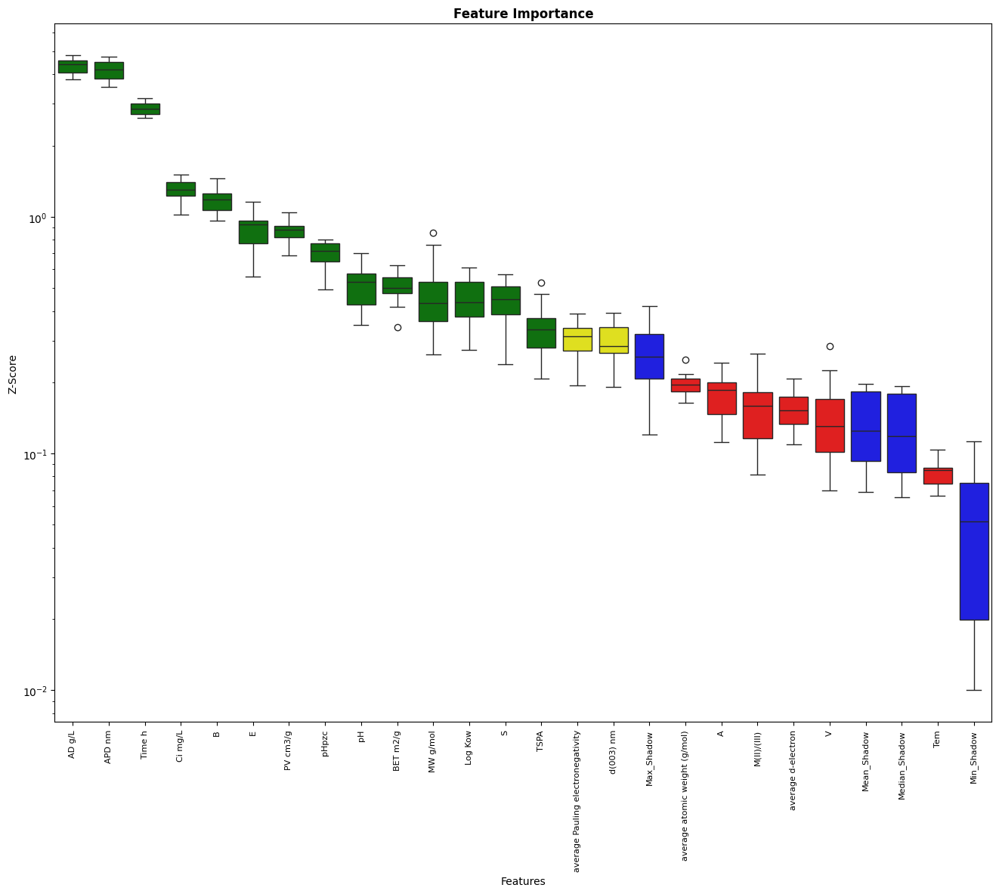 Feature Importance
Z-Score
10⁰
10⁻¹
10⁻²
AD g/L
APD nm
Time h
Ci mg/L
B
E
PV cm3/g
pHpzc
pH
BET m2/g
MW g/mol
Log Kow
S
TSPA
average Pauling electronegativity
d(003) nm
Max_Shadow
average atomic weight (g/mol)
A
M(II)/(III)
average d-electron
V
Mean_Shadow
Median_Shadow
Tem
Min_Shadow
Features